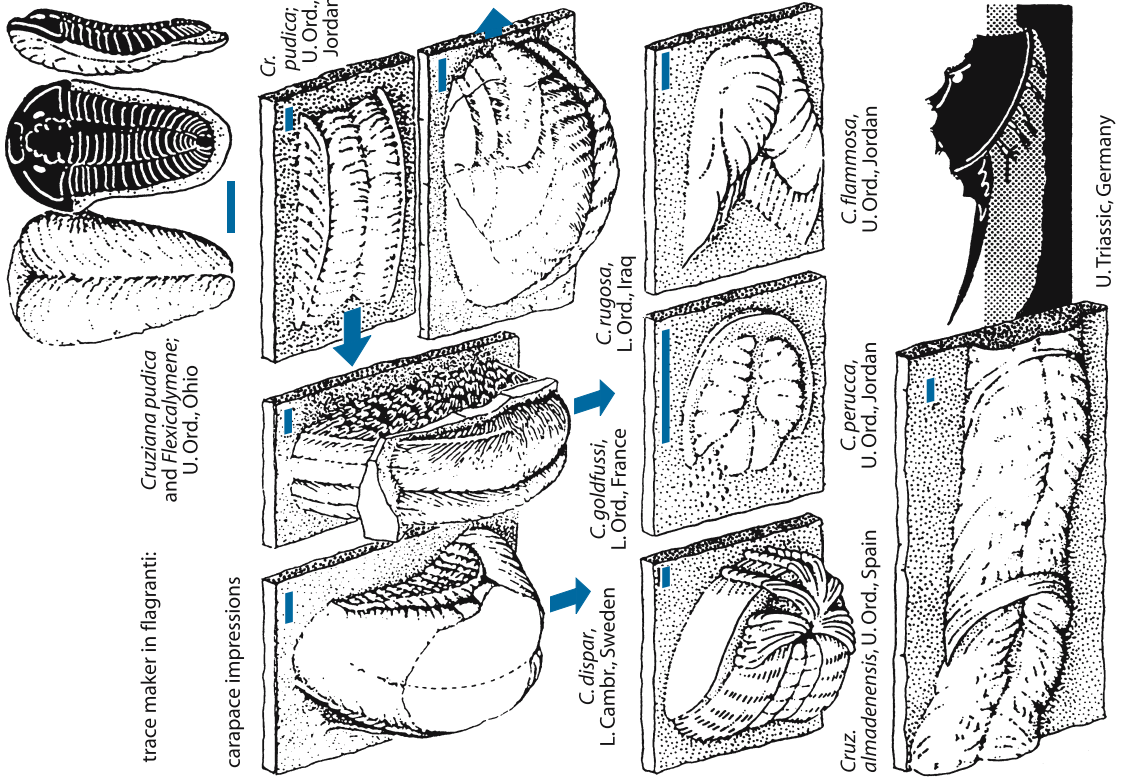 trace maker in flagranti:
Cruziana pudica
and Flexicalymene;
U. Ord., Ohio
carapace impressions
Cr.
pudica;
U. Ord.,
Jordan
C. dispar,
L. Cambr., Sweden
C. goldfussi,
L. Ord., France
C. rugosa,
L. Ord., Iraq
Cruz.
almadenensis, U. Ord., Spain
C. perucca,
U. Ord., Jordan
C. flammosa,
U. Ord., Jordan
U. Triassic, Germany